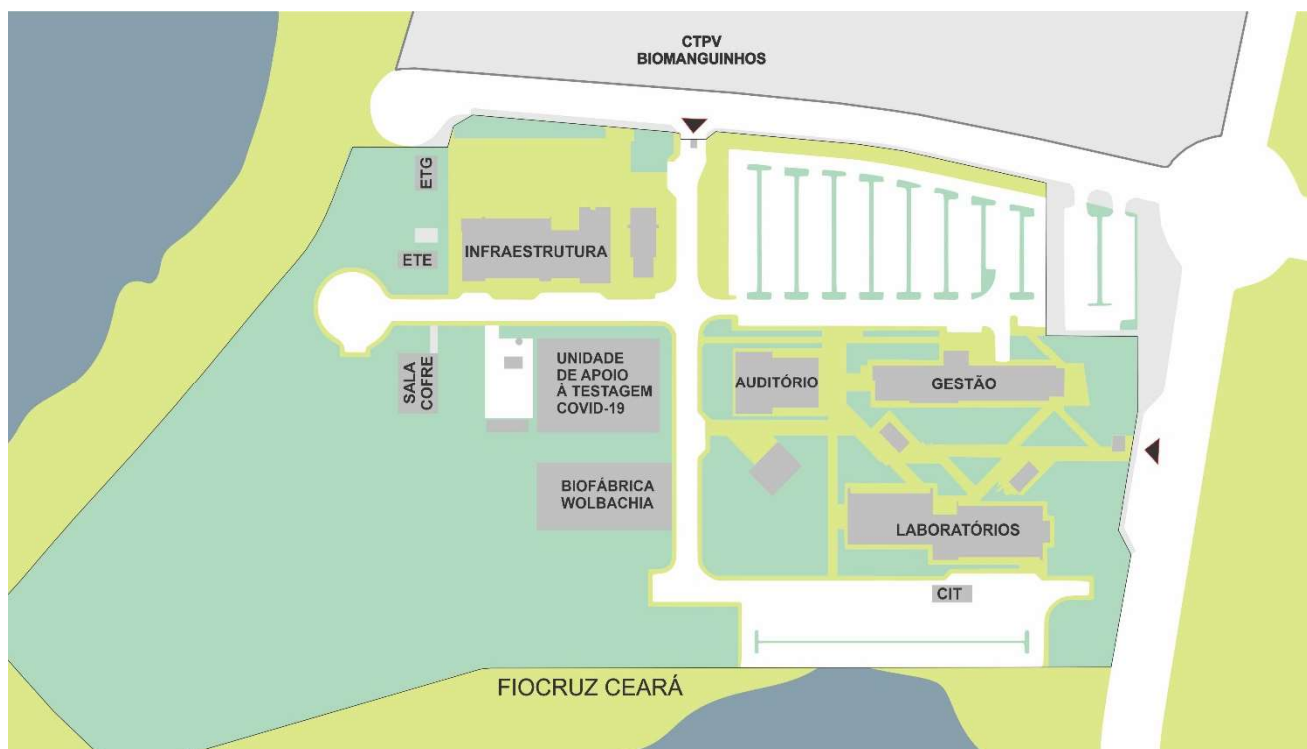 CTPV
BIOMANGUINHOS
ETG
INFRAESTRUTURA
ETE
SALA
COFRE
UNIDADE
DE APOIO
À TESTAGEM
COVID-19
AUDITÓRIO
GESTÃO
BIOFÁBRICA
WOLBACHIA
LABORATÓRIOS
CIT
FIOCRUZ CEARÁ